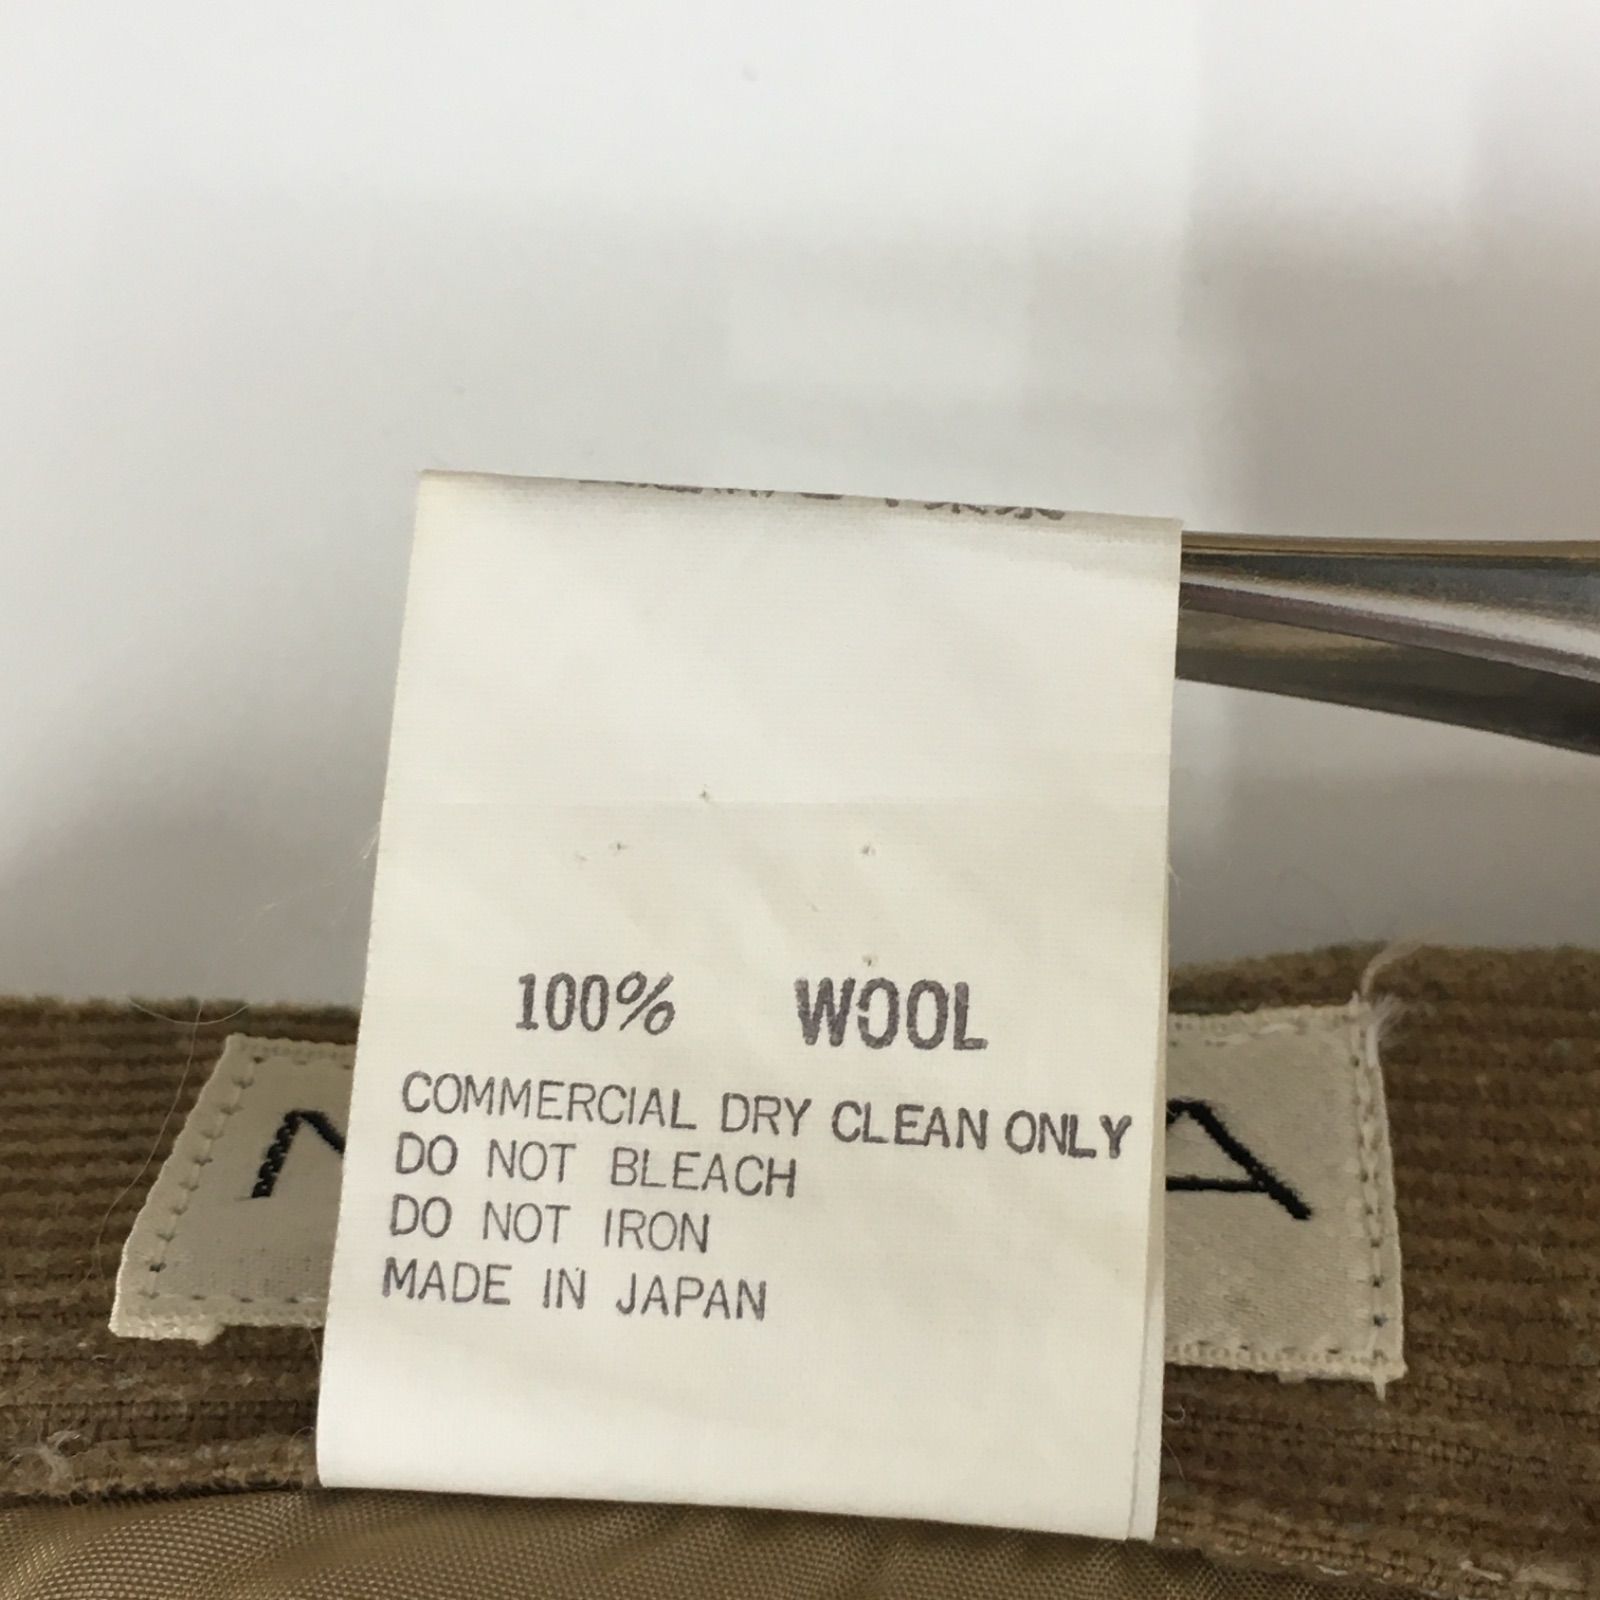 100% WOOL
COMMERCIAL DRY CLEAN ONLY
DO NOT BLEACH
DO NOT IRON
MADE IN JAPAN